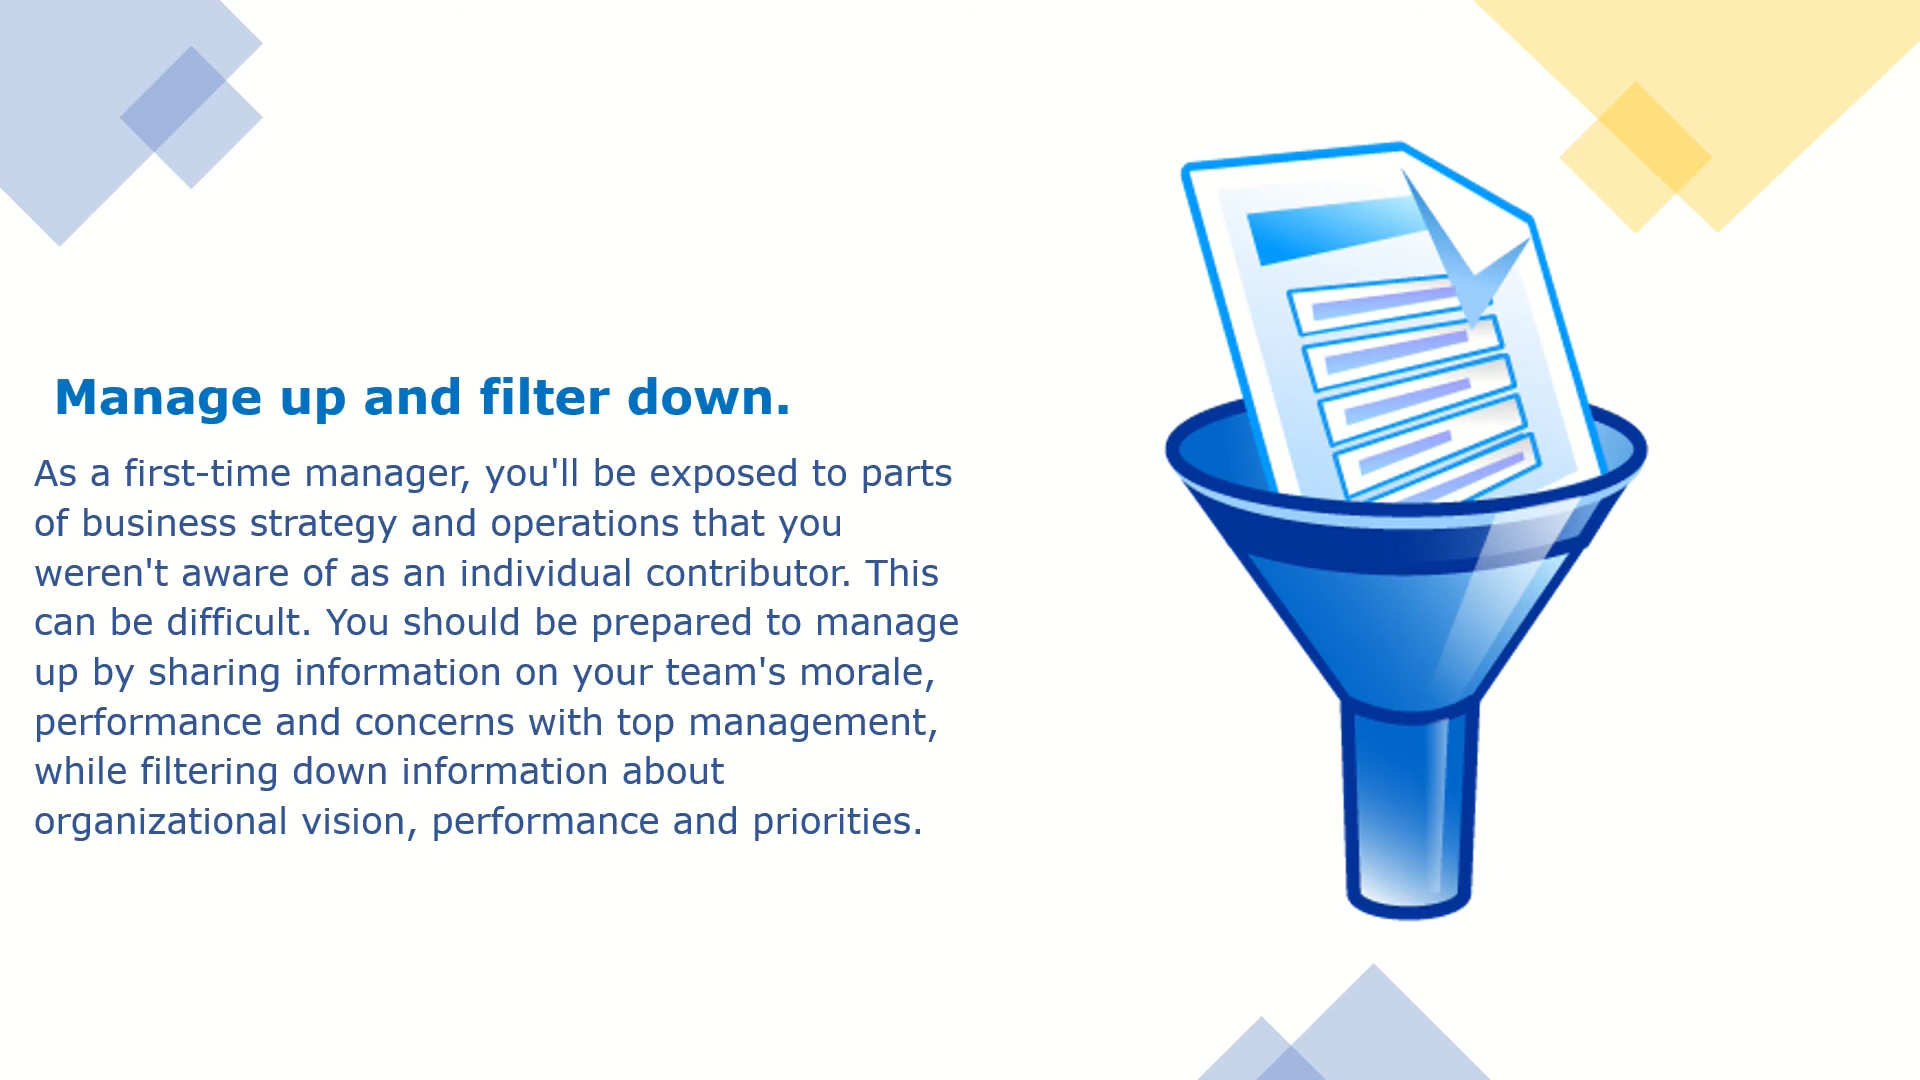 Manage up and filter down.
As a first-time manager, you'll be exposed to parts
of business strategy and operations that you
weren't aware of as an individual contributor. This
can be difficult. You should be prepared to manage
up by sharing information on your team's morale,
performance and concerns with top management,
while filtering down information about
organizational vision, performance and priorities.